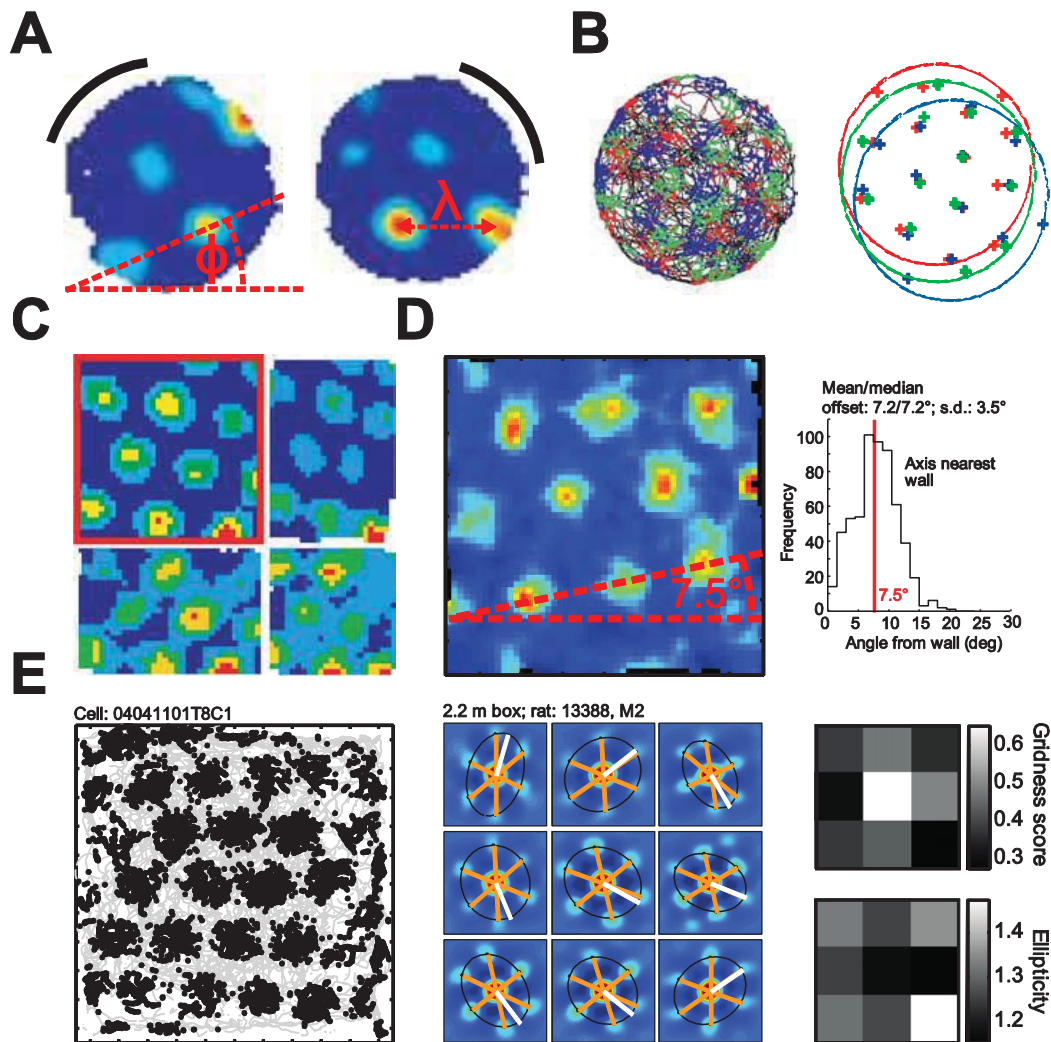 A
B
λ
ϕ
C
D
7.5°
Mean/median
offset: 7.2/7.2°; s.d.: 3.5°
Axis nearest
wall
Frequency
100
80
60
40
20
0
7.5°
0 5 10 15 20 25 30
Angle from wall (deg)
E
Cell: 04041101T8C1
2.2 m box; rat: 13388, M2
0.6
0.5
0.4
0.3
Gridness score
1.4
1.3
1.2
Ellipticity